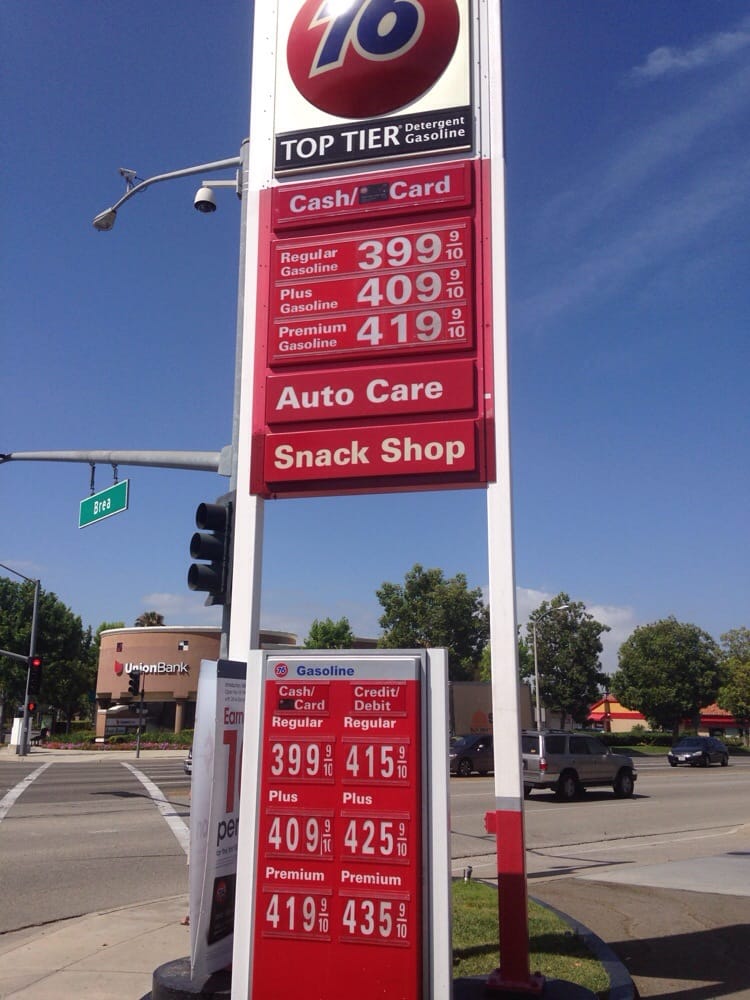 76
TOP TIER Detergent Gasoline
Cash/ Card
Regular Gasoline 399 9/10
Plus Gasoline 409 9/10
Premium Gasoline 419 9/10
Auto Care
Snack Shop
Brea
UnionBank
76 Gasoline
Cash/ Card Credit/ Debit
Regular Regular
399 9/10 415 9/10
Plus Plus
409 9/10 425 9/10
Premium Premium
419 9/10 435 9/10
Earn
1
per